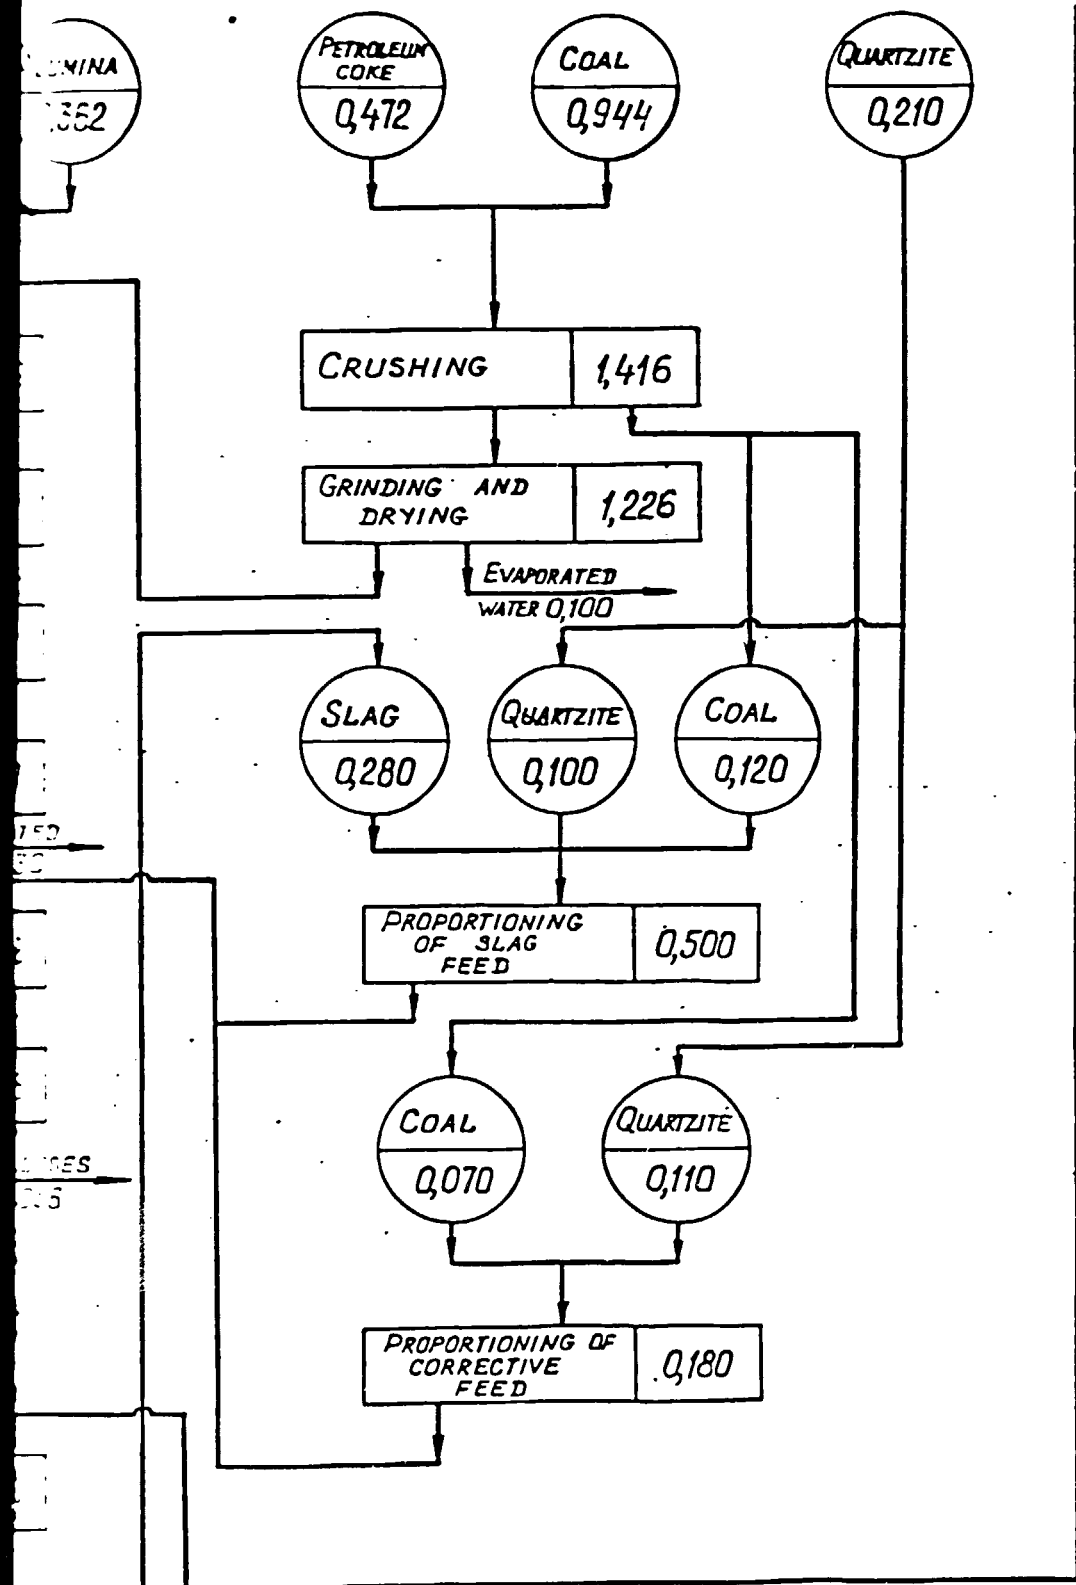 PETROLEUM
COKE
0,472
COAL
0,944
QUARTZITE
0,210
CRUSHING
1,416
GRINDING AND
DRYING
1,226
EVAPORATED
WATER 0,100
SLAG
0,280
QUARTZITE
0,100
COAL
0,120
PROPORTIONING
OF SLAG
FEED
0,500
COAL
0,070
QUARTZITE
0,110
PROPORTIONING OF
CORRECTIVE
FEED
0,180